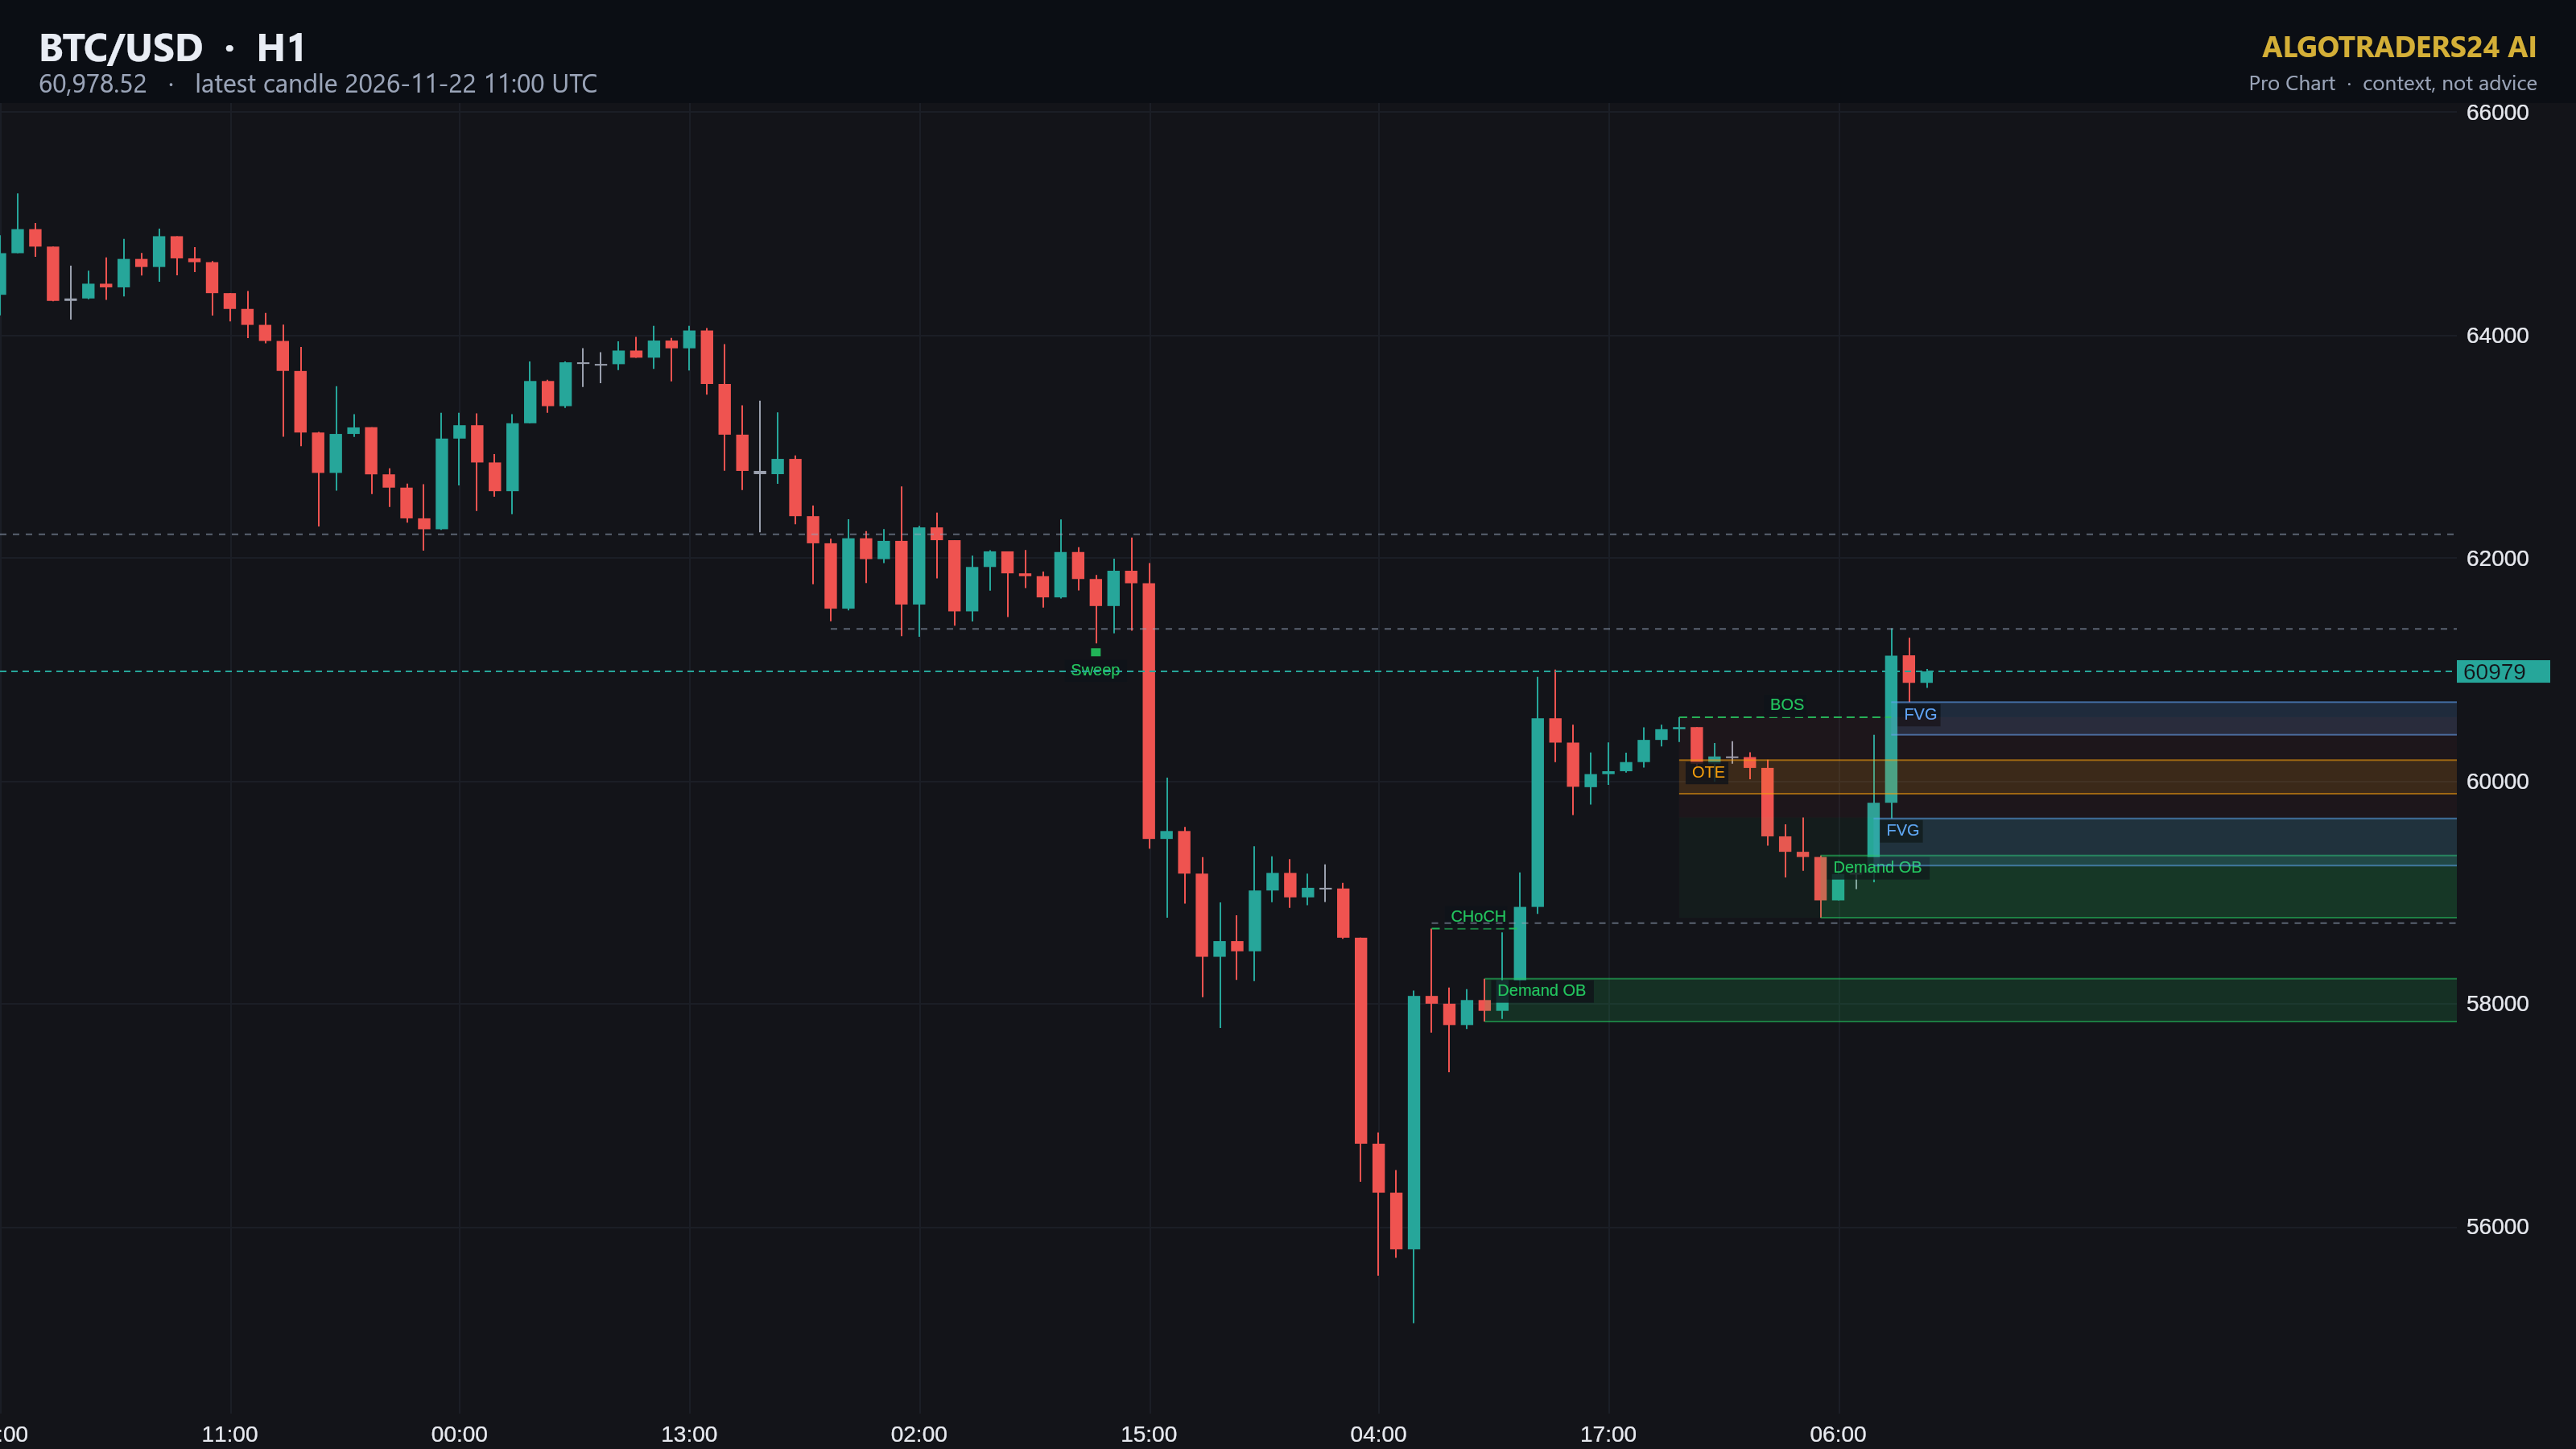 BTC/USD · H1
60,978.52 · latest candle 2026-11-22 11:00 UTC
ALGOTRADERS24 AI
Pro Chart · context, not advice
66000
64000
62000
60979
60000
58000
56000
Sweep
BOS
FVG
OTE
FVG
Demand OB
CHoCH
Demand OB
:00
11:00
00:00
13:00
02:00
15:00
04:00
17:00
06:00